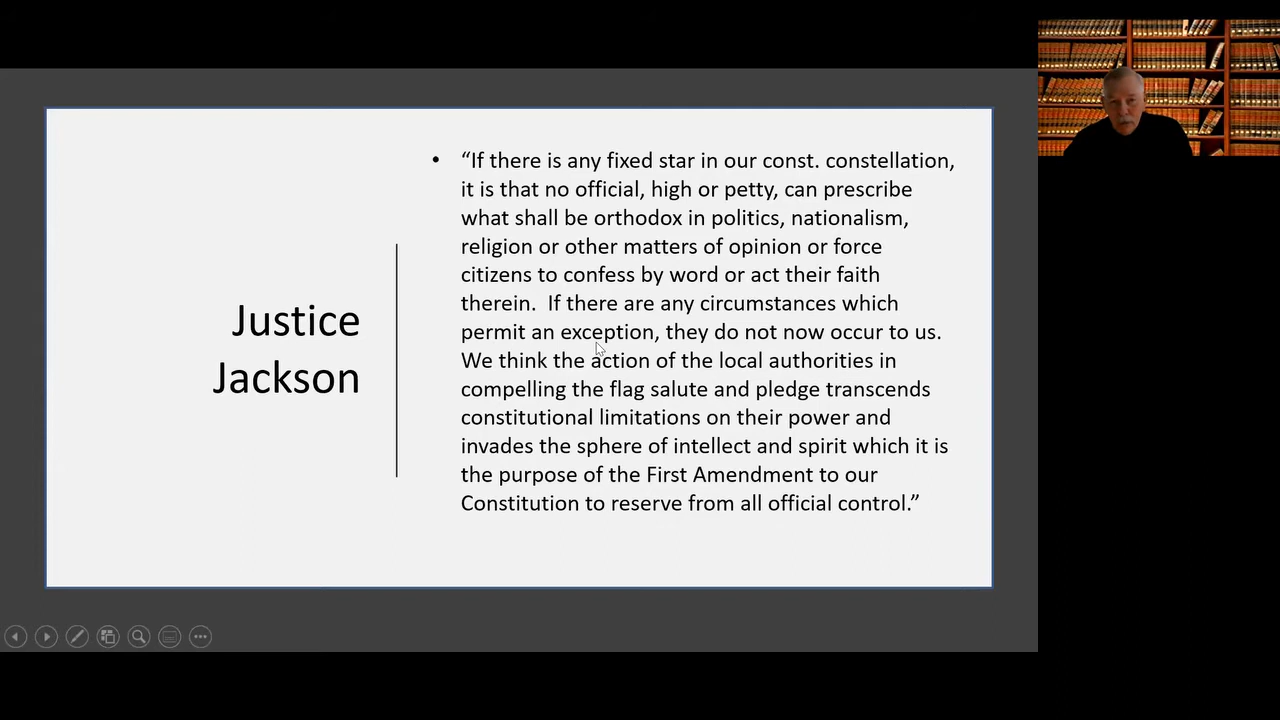 Justice
Jackson
• “If there is any fixed star in our const. constellation,
it is that no official, high or petty, can prescribe
what shall be orthodox in politics, nationalism,
religion or other matters of opinion or force
citizens to confess by word or act their faith
therein.  If there are any circumstances which
permit an exception, they do not now occur to us.
We think the action of the local authorities in
compelling the flag salute and pledge transcends
constitutional limitations on their power and
invades the sphere of intellect and spirit which it is
the purpose of the First Amendment to our
Constitution to reserve from all official control.”